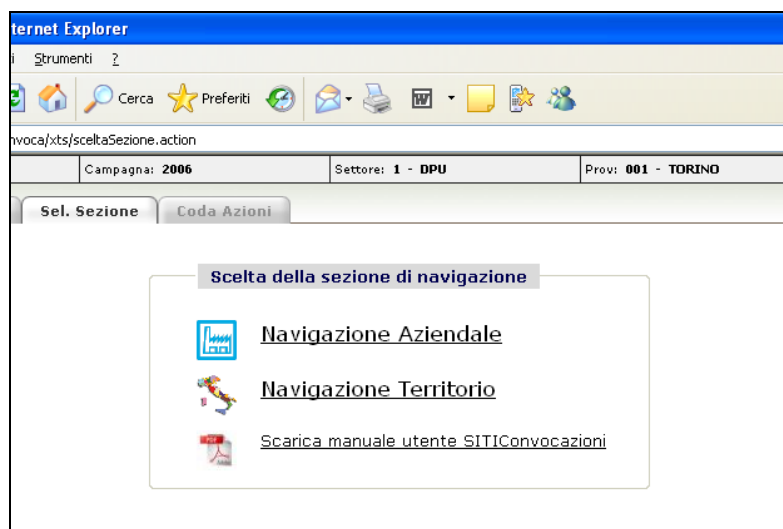 ternet Explorer
i Strumenti ?
Cerca Preferiti
nvoca/xts/sceltaSezione.action
Campagna: 2006 Settore: 1 - DPU Prov: 001 - TORINO
Sel. Sezione Coda Azioni
Scelta della sezione di navigazione
Navigazione Aziendale
Navigazione Territorio
PDF
Scarica manuale utente SITIConvocazioni